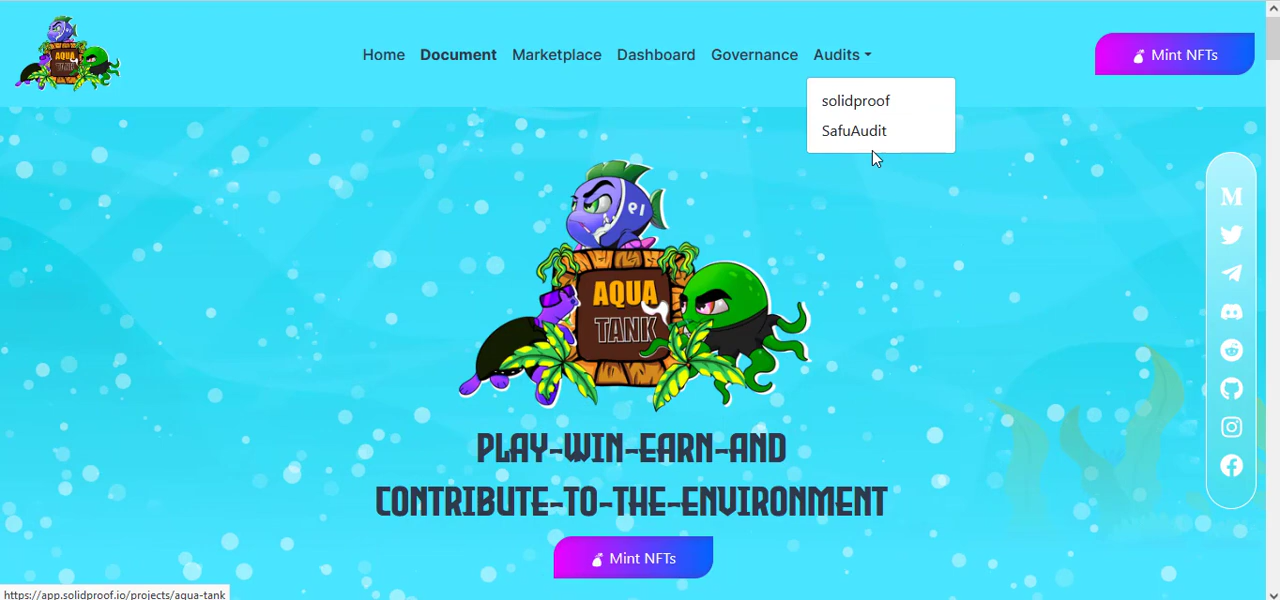 Home Document Marketplace Dashboard Governance Audits
Mint NFTs
solidproof
SafuAudit
AQUA
TANK
PLAY-WIN-EARN-AND
CONTRIBUTE-TO-THE-ENVIRONMENT
Mint NFTs
https://app.solidproof.io/projects/aqua-tank